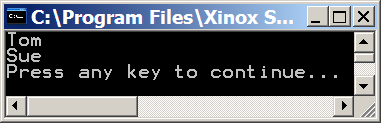 C:\Program Files\Xinox S...
Tom
Sue
Press any key to continue...